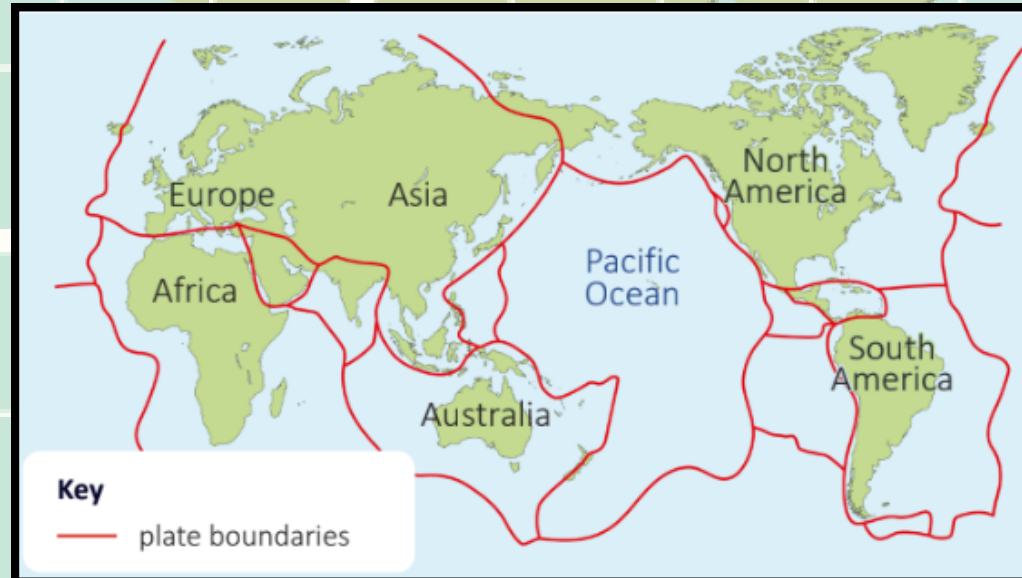 Europe
Asia
North
America
Africa
Pacific
Ocean
South
America
Australia
Key
plate boundaries